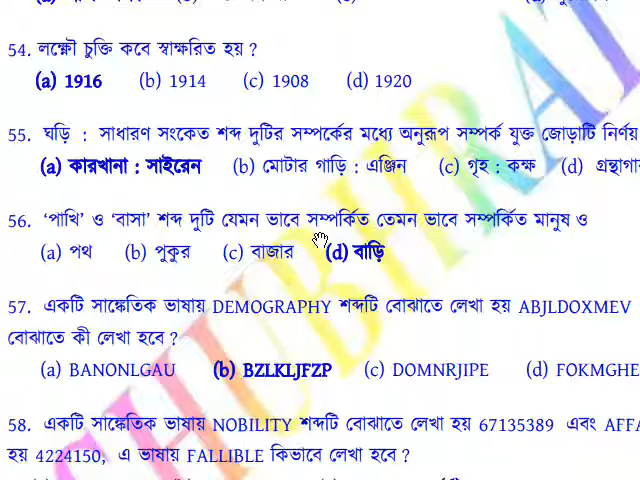 54. লক্ষ্ণৌ চুক্তি কবে স্বাক্ষরিত হয় ?
(a) 1916 (b) 1914 (c) 1908 (d) 1920
55. ঘড়ি : সাধারণ সংকেত শব্দ দুটির সম্পর্কের মধ্যে অনুরূপ সম্পর্ক যুক্ত জোড়াটি নির্ণয়
(a) কারখানা : সাইরেন (b) মোটার গাড়ি : এঞ্জিন (c) গৃহ : কক্ষ (d)
56. ‘পাখি’ ও ‘বাসা’ শব্দ দুটি যেমন ভাবে সম্পর্কিত তেমন ভাবে সম্পর্কিত মানুষ ও
(a) পথ (b) পুকুর (c) বাজার (d) বাড়ি
57. একটি সাঙ্কেতিক ভাষায় DEMOGRAPHY শব্দটি বোঝাতে লেখা হয় ABJLDOXMEV
বোঝাতে কী লেখা হবে ?
(a) BANONLGAU (b) BZLKLJFZP (c) DOMNRJIPE (d) FOKMGHE
58. একটি সাঙ্কেতিক ভাষায় NOBILITY শব্দটি বোঝাতে লেখা হয় 67135389 এবং
হয় 4224150, এ ভাষায় FALLIBLE কিভাবে লেখা হবে ?